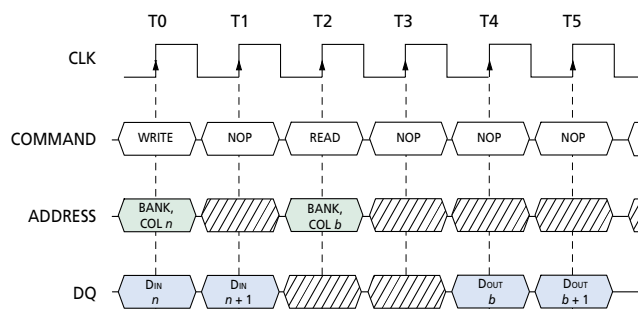 T0 T1 T2 T3 T4 T5
CLK
COMMAND WRITE NOP READ NOP NOP NOP
ADDRESS BANK, COL n BANK, COL b
DQ DIN n DIN n + 1 DOUT b DOUT b + 1